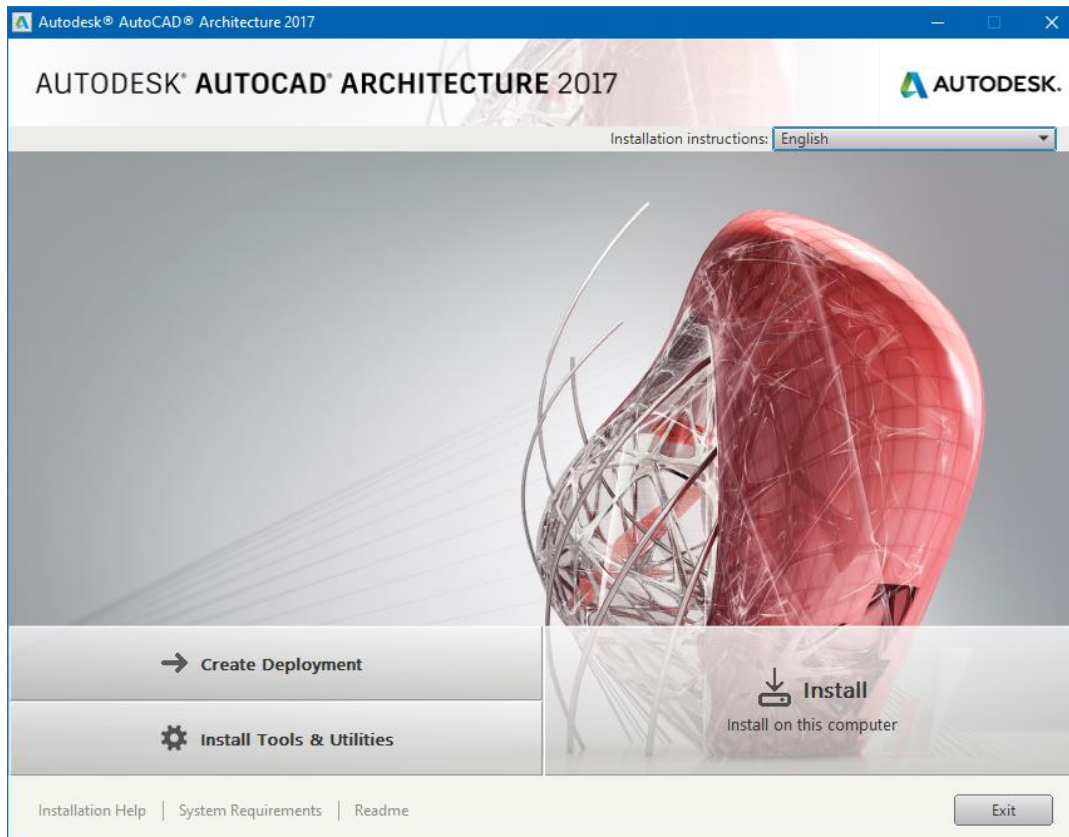 Autodesk® AutoCAD® Architecture 2017
AUTODESK® AUTOCAD® ARCHITECTURE 2017
AUTODESK.
Installation instructions: English
Create Deployment
Install Tools & Utilities
Install
Install on this computer
Installation Help | System Requirements | Readme
Exit